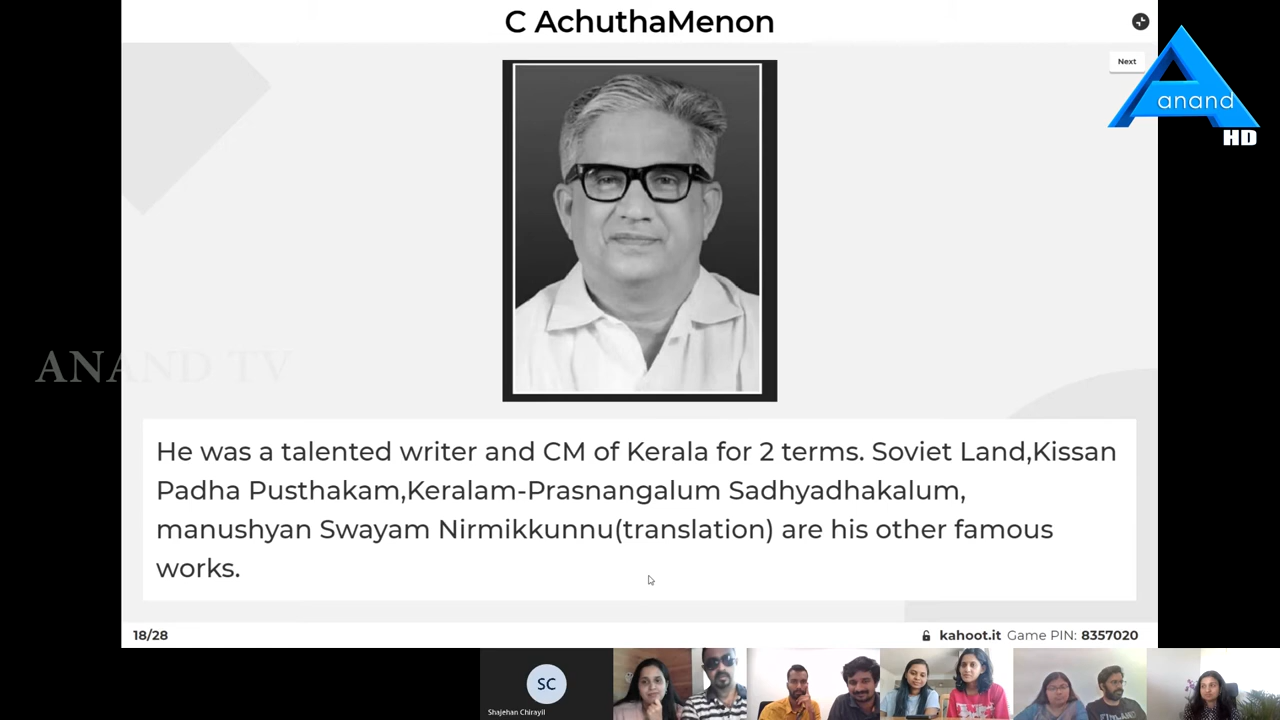 C AchuthaMenon
Next
anand
HD
ANAND TV
He was a talented writer and CM of Kerala for 2 terms. Soviet Land,Kissan
Padha Pusthakam,Keralam-Prasnangalum Sadhyadhakalum,
manushyan Swayam Nirmikkunnu(translation) are his other famous
works.
18/28
kahoot.it Game PIN: 8357020
SC
Shajehan Chirayil